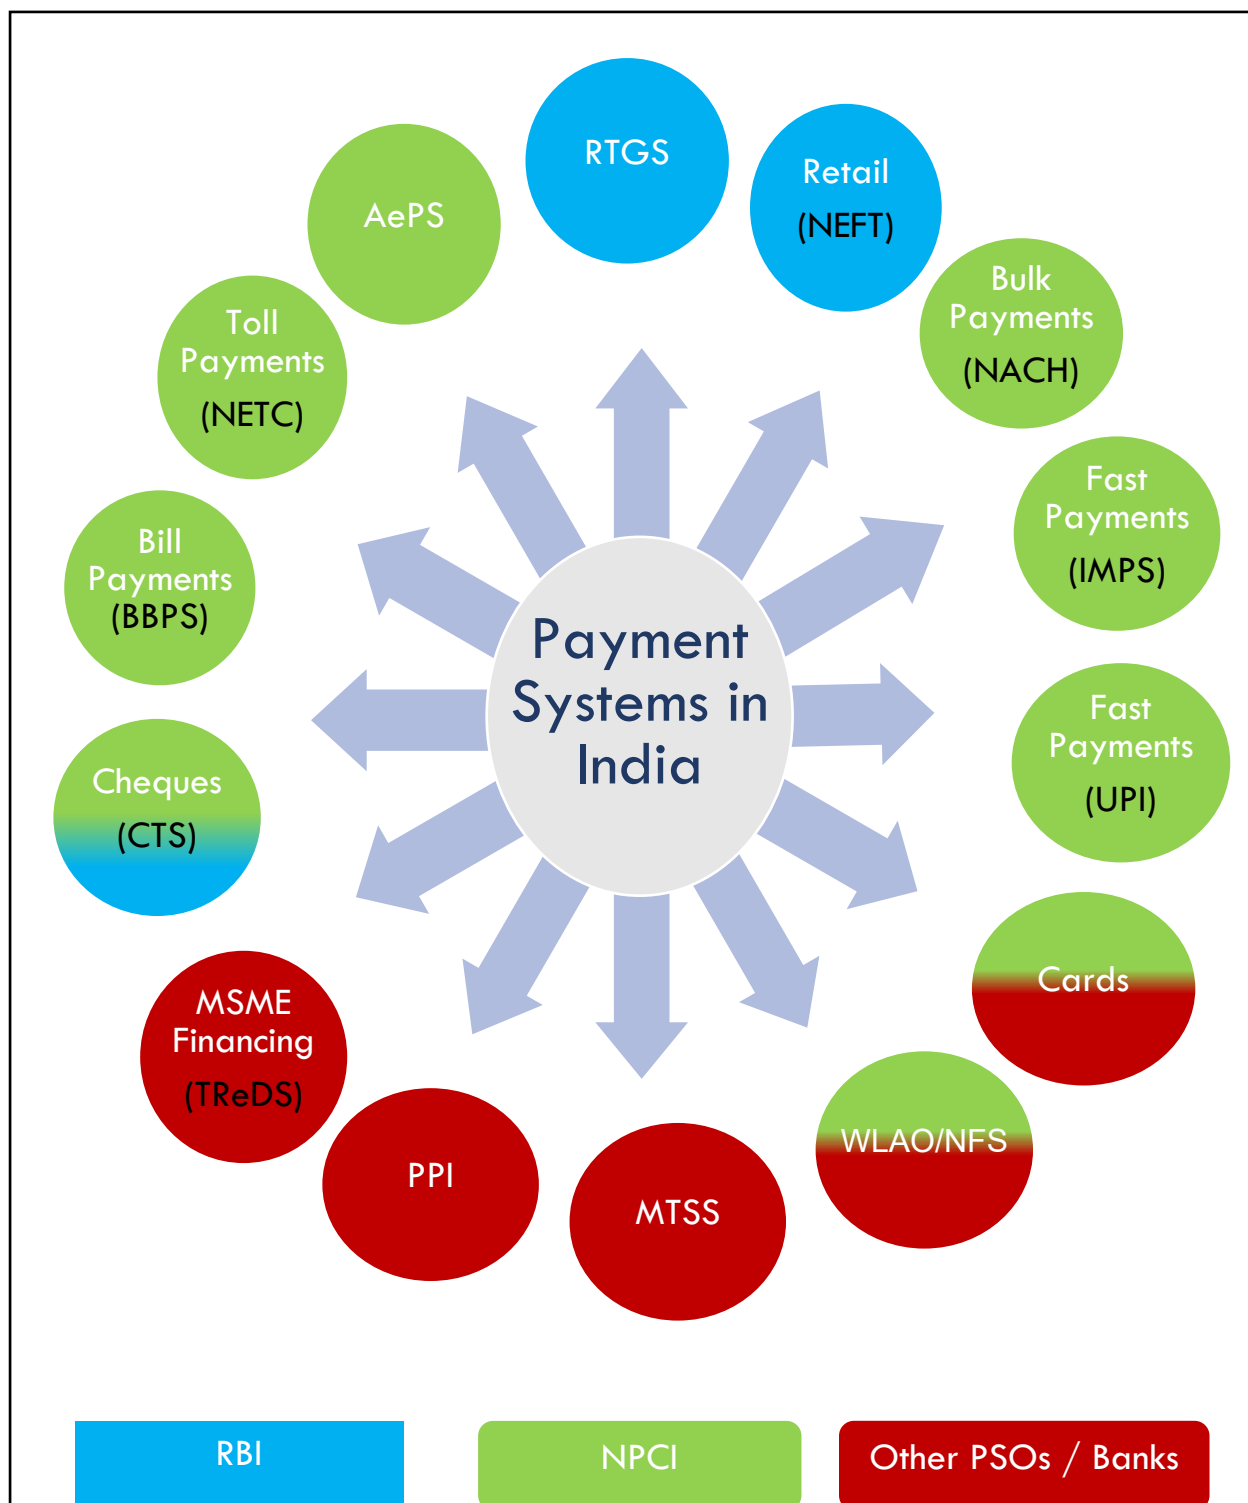 RTGS
Retail
(NEFT)
Bulk
Payments
(NACH)
Fast
Payments
(IMPS)
Fast
Payments
(UPI)
Cards
WLAO/NFS
MTSS
PPI
MSME
Financing
(TReDS)
Cheques
(CTS)
Bill
Payments
(BBPS)
Toll
Payments
(NETC)
AePS
Payment
Systems in
India
RBI
NPCI
Other PSOs / Banks